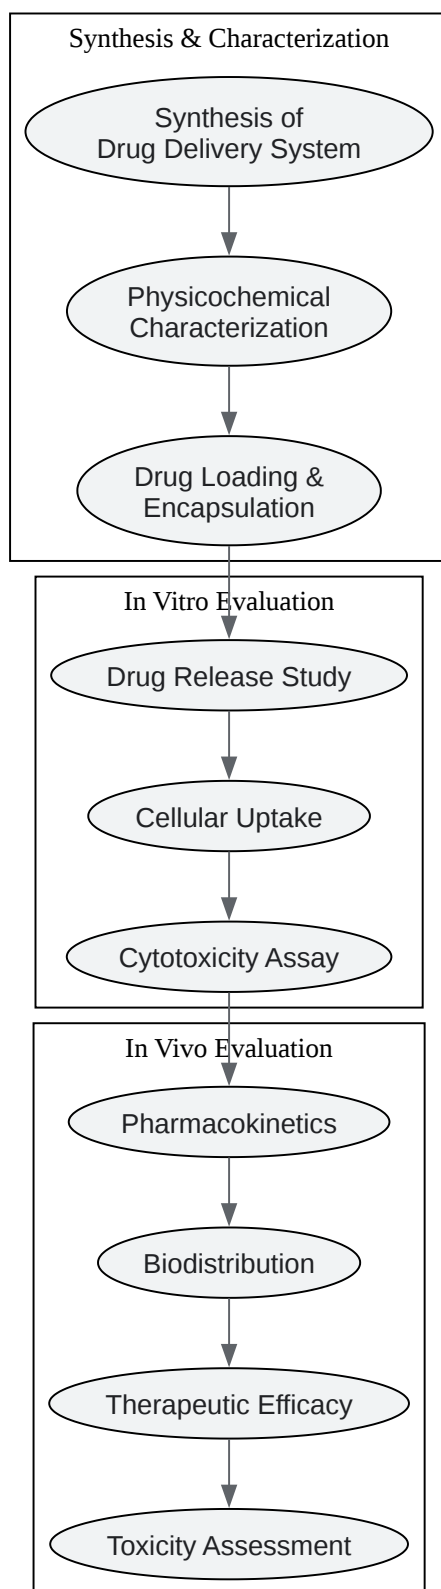 Synthesis & Characterization
Synthesis of
Drug Delivery System
Physicochemical
Characterization
Drug Loading &
Encapsulation
In Vitro Evaluation
Drug Release Study
Cellular Uptake
Cytotoxicity Assay
In Vivo Evaluation
Pharmacokinetics
Biodistribution
Therapeutic Efficacy
Toxicity Assessment